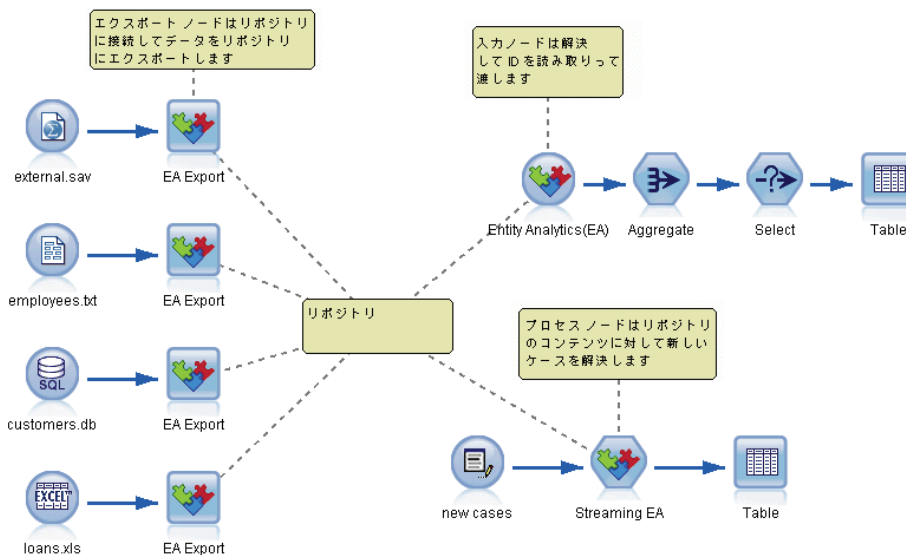 エクスポート ノードはリポジトリ
に接続してデータをリポジトリ
にエクスポートします
入力ノードは解決
して ID を読み取りって
渡します
external.sav
EA Export
Entity Analytics(EA)
Aggregate
Select
Table
employees.txt
EA Export
リポジトリ
プロセス ノードはリポジトリ
のコンテンツに対して新しい
ケースを解決します
SQL
customers.db
EA Export
EXCEL
loans.xls
EA Export
new cases
Streaming EA
Table